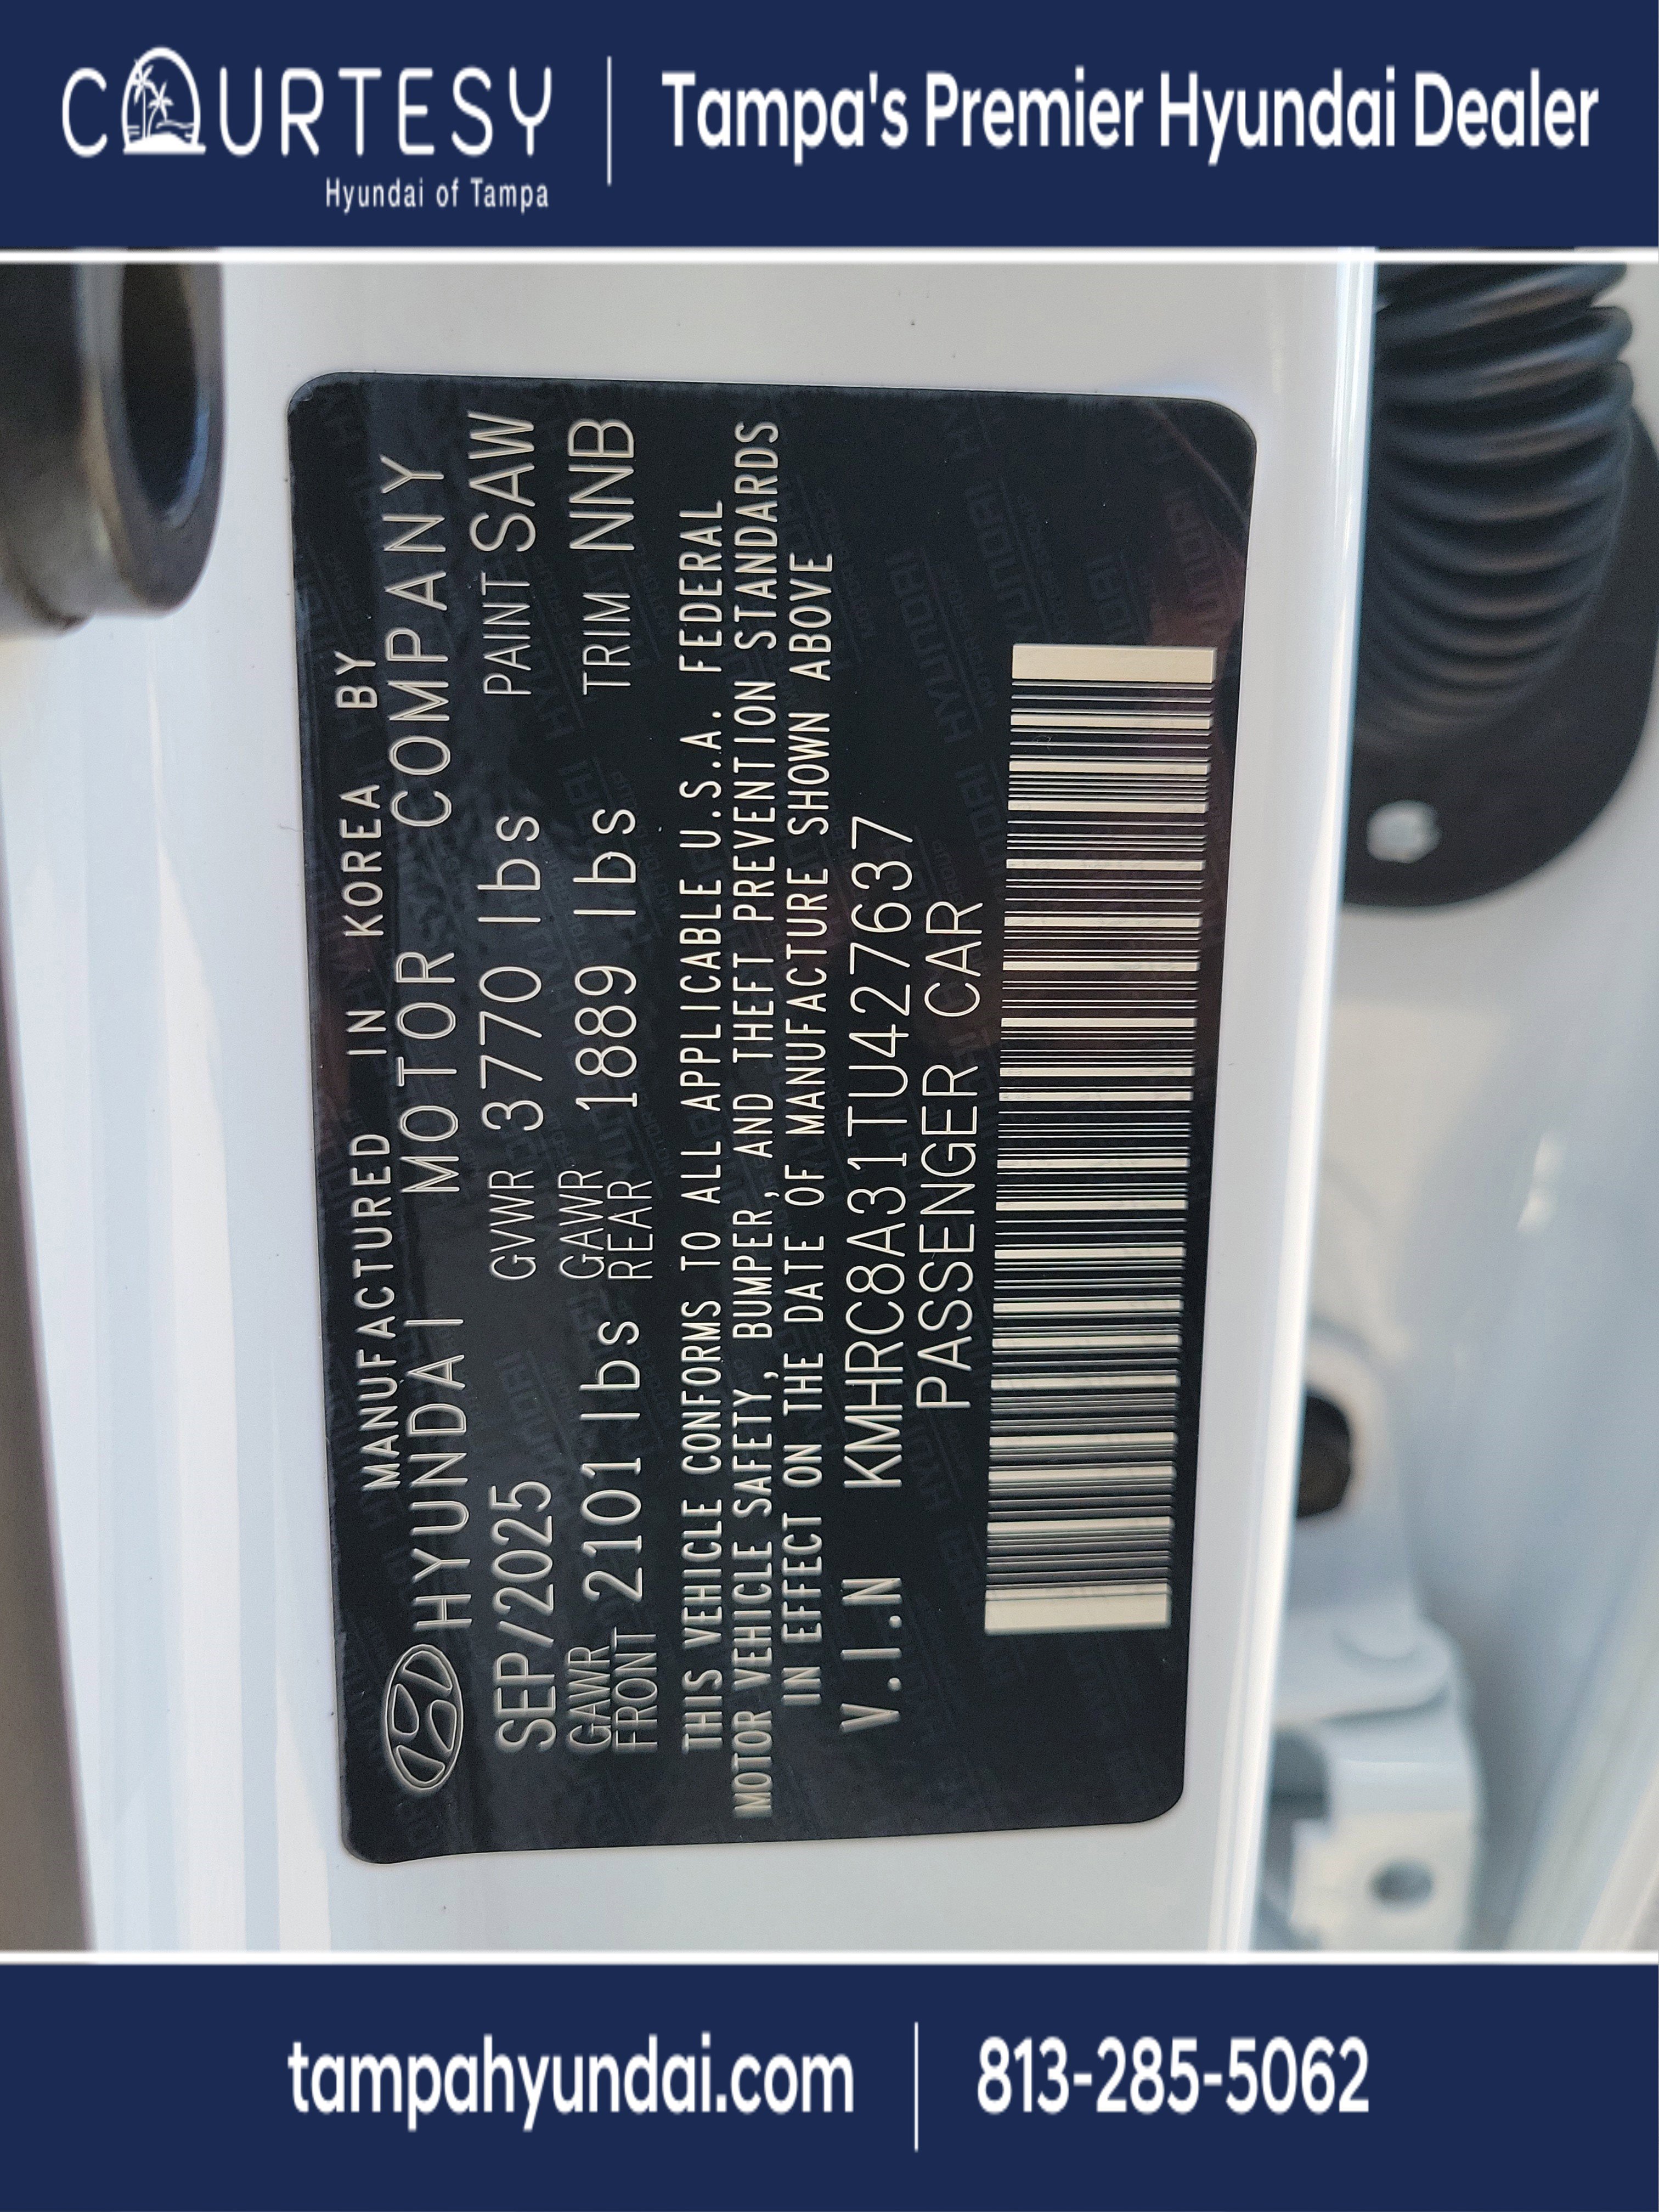 COURTESY
Hyundai of Tampa
Tampa's Premier Hyundai Dealer
MANUFACTURED IN KOREA BY
HYUNDAI MOTOR COMPANY
SEP/2025 GVWR 3770 lbs PAINT SAW
GAWR FRONT 2101 lbs GAWR REAR 1889 lbs TRIM NNB
THIS VEHICLE CONFORMS TO ALL APPLICABLE U.S.A. FEDERAL
MOTOR VEHICLE SAFETY, BUMPER, AND THEFT PREVENTION STANDARDS
IN EFFECT ON THE DATE OF MANUFACTURE SHOWN ABOVE
V.I.N KMHRC8A31TU427637
PASSENGER CAR
tampahyundai.com
813-285-5062